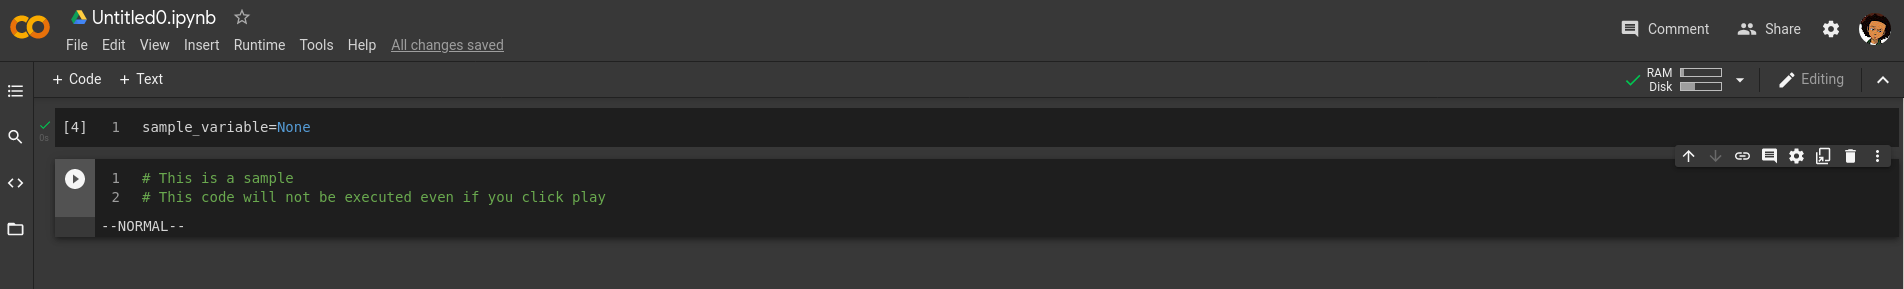 Untitled0.ipynb
File Edit View Insert Runtime Tools Help All changes saved
Comment Share
+ Code + Text
RAM
Disk
Editing
[4] 1 sample_variable=None
0s
1 # This is a sample
2 # This code will not be executed even if you click play
--NORMAL--